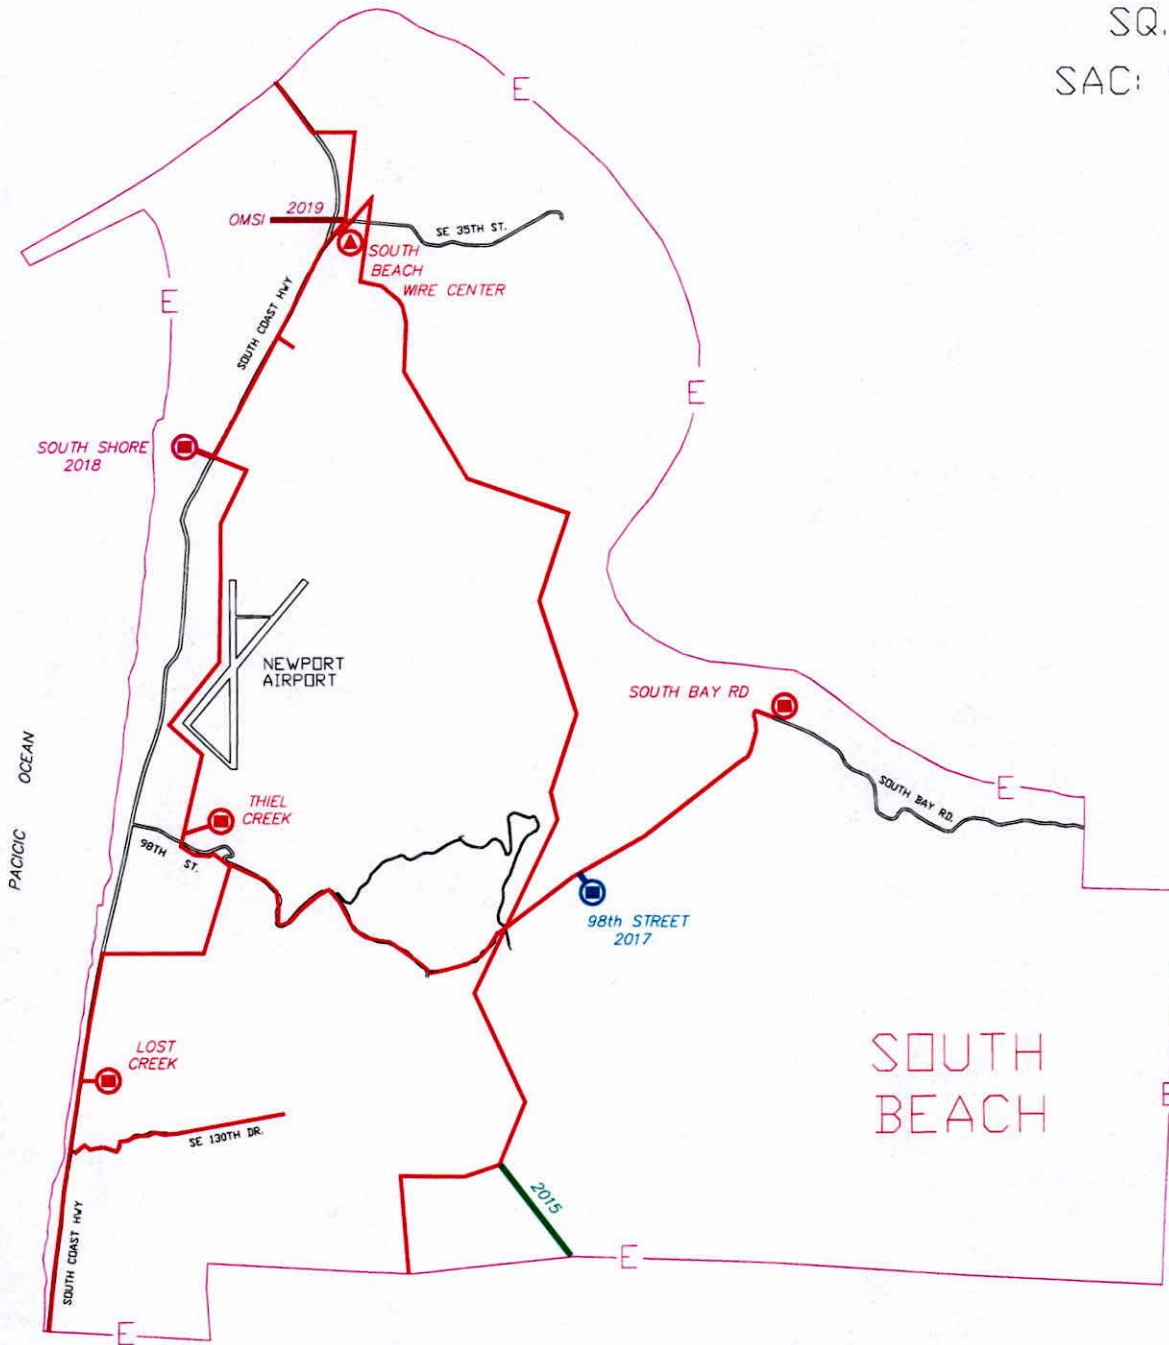 SQ.
SAC:
E
2019
OMSI
SE 35TH ST.
SOUTH
BEACH
WIRE CENTER
E
SOUTH COAST HWY
E
SOUTH SHORE
2018
NEWPORT
AIRPORT
SOUTH BAY RD
PACICIC OCEAN
E
SOUTH BAY RD.
THIEL
CREEK
98TH ST.
98th STREET
2017
LOST
CREEK
SOUTH
BEACH
E
SE 130TH DR.
2015
SOUTH COAST HWY
E
E